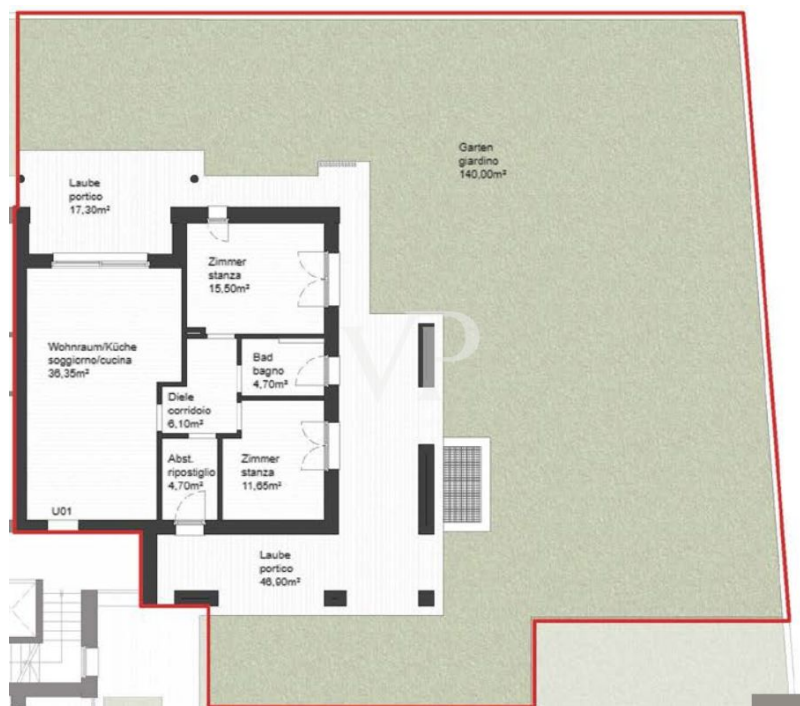 Laube
portico
17,30m²
Garten
giardino
140,00m²
Zimmer
stanza
15,50m²
Wohnraum/Küche
soggiorno/cucina
36,35m²
VP
Bad
bagno
4,70m²
Diele
corridoio
6,10m²
Abst.
ripostiglio
4,70m²
Zimmer
stanza
11,65m²
U01
Laube
portico
46,90m²